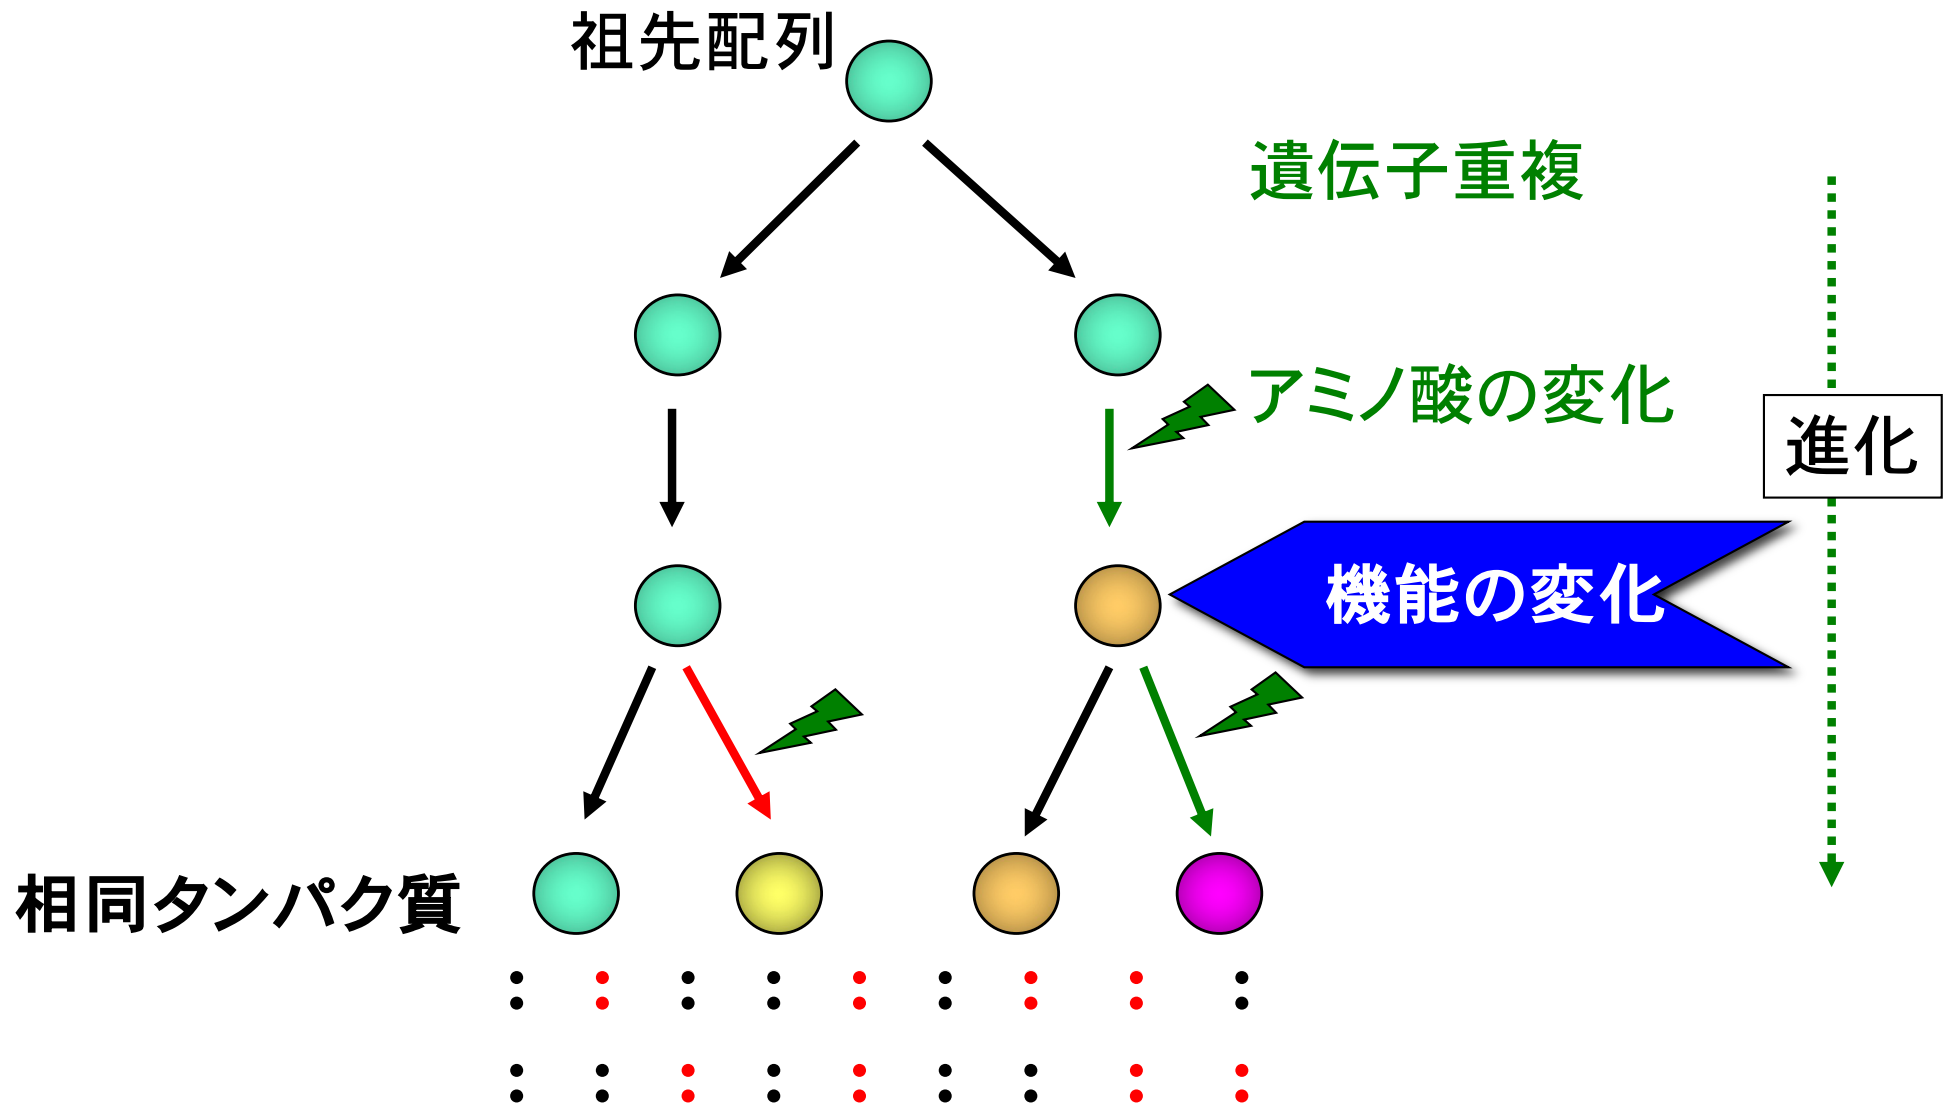 祖先配列
遺伝子重複
アミノ酸の変化
進化
機能の変化
相同タンパク質